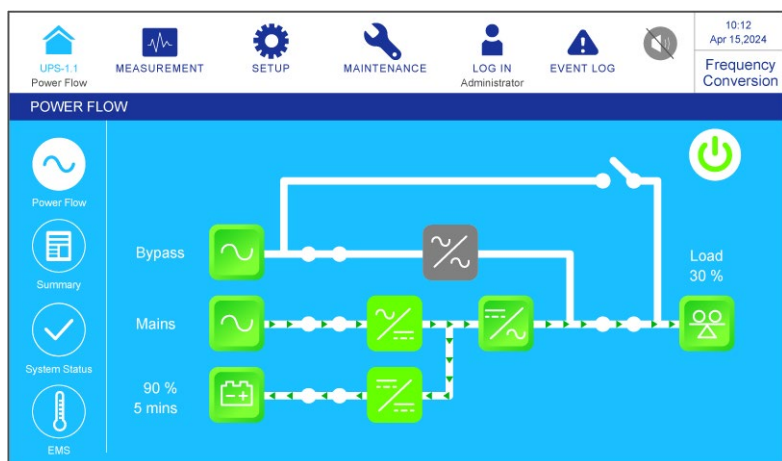 UPS-1.1
Power Flow
MEASUREMENT
SETUP
MAINTENANCE
LOG IN
Administrator
EVENT LOG
10:12
Apr 15,2024
Frequency
Conversion
POWER FLOW
Power Flow
Summary
System Status
EMS
Bypass
Mains
90 %
5 mins
Load
30 %